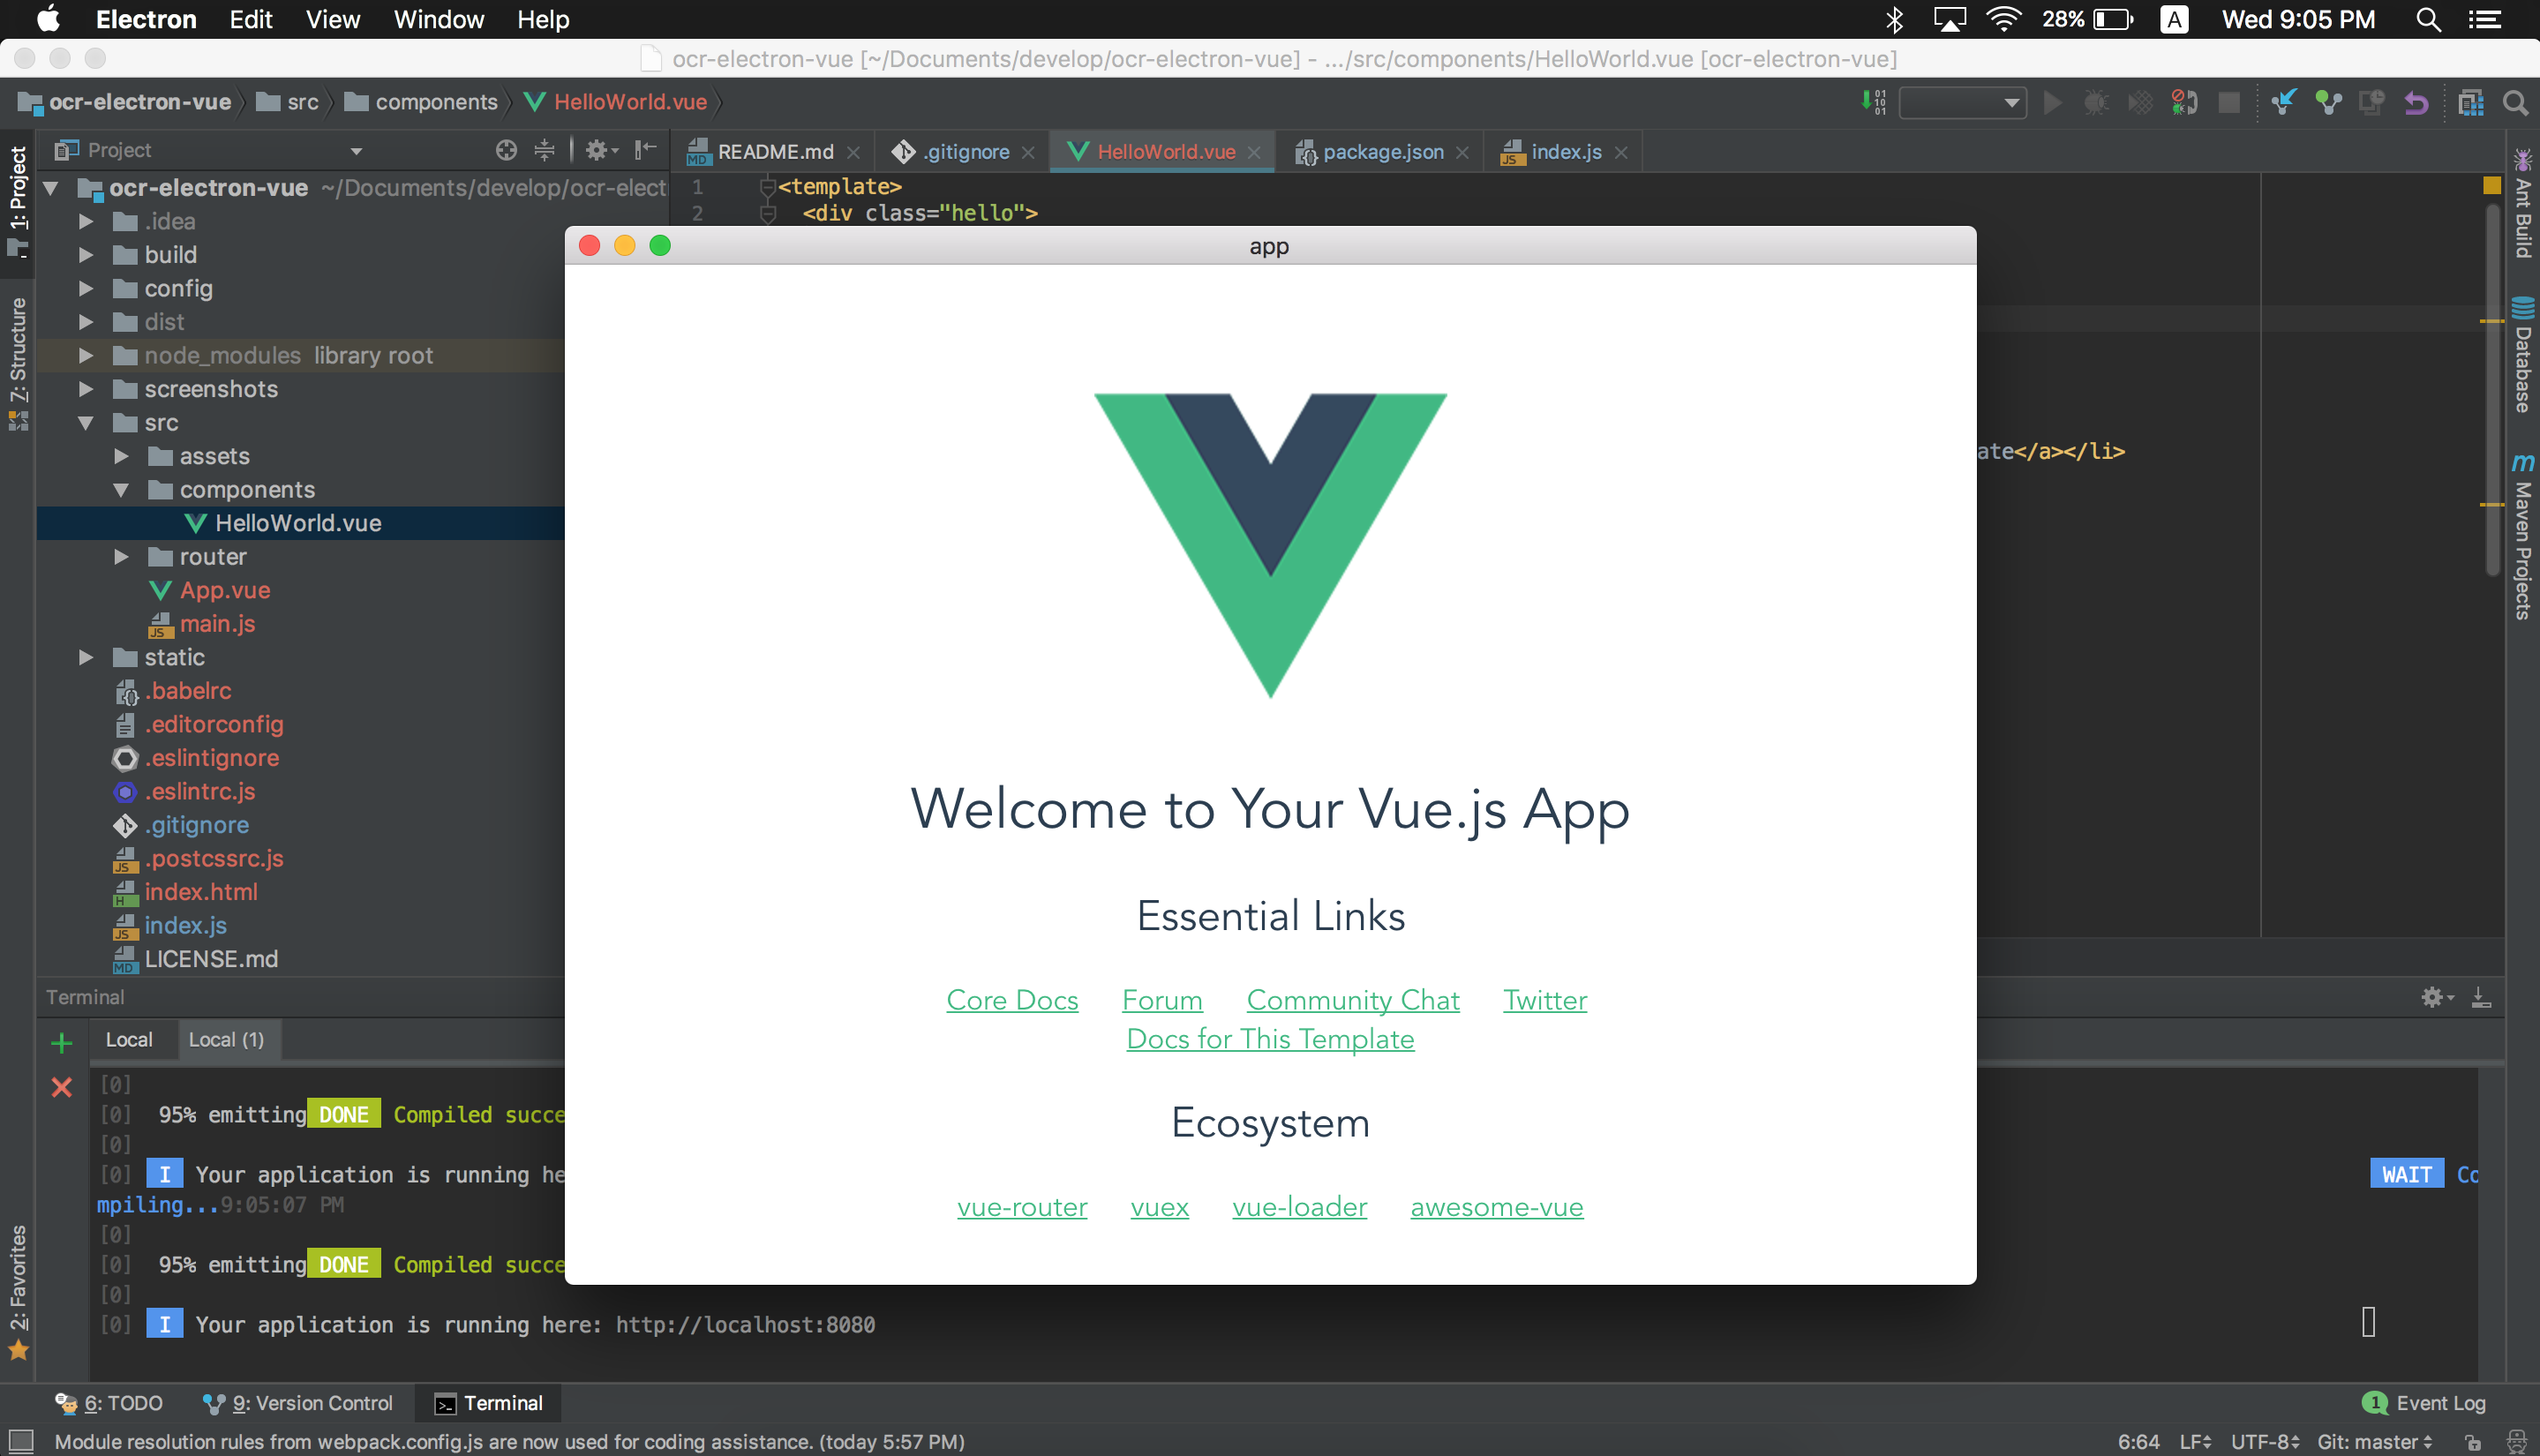 Electron Edit View Window Help 28% A Wed 9:05 PM
ocr-electron-vue [~/Documents/develop/ocr-electron-vue] - .../src/components/HelloWorld.vue [ocr-electron-vue]
ocr-electron-vue src components HelloWorld.vue
Project
README.md .gitignore HelloWorld.vue package.json index.js
1: Project
Z: Structure
2: Favorites
ocr-electron-vue ~/Documents/develop/ocr-elect
.idea
build
config
dist
node_modules library root
screenshots
src
assets
components
HelloWorld.vue
router
App.vue
main.js
static
.babelrc
.editorconfig
.eslintignore
.eslintrc.js
.gitignore
.postcssrc.js
index.html
index.js
LICENSE.md
1 <template>
2 <div class="hello">
ate</a></li>
Ant Build
Database
Maven Projects
app
Welcome to Your Vue.js App
Essential Links
Core Docs Forum Community Chat Twitter
Docs for This Template
Ecosystem
vue-router vuex vue-loader awesome-vue
Terminal
Local Local (1)
[0]
[0] 95% emitting DONE Compiled succe
[0]
[0] I Your application is running he WAIT Co
mpiling...9:05:07 PM
[0]
[0] 95% emitting DONE Compiled succe
[0]
[0] I Your application is running here: http://localhost:8080
6: TODO 9: Version Control Terminal 1 Event Log
Module resolution rules from webpack.config.js are now used for coding assistance. (today 5:57 PM) 6:64 LF UTF-8 Git: master